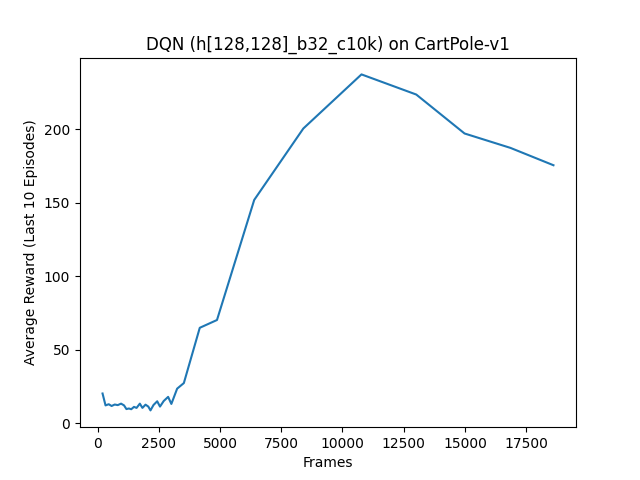 DQN (h[128,128]_b32_c10k) on CartPole-v1
Average Reward (Last 10 Episodes)
200
150
100
50
0
0 2500 5000 7500 10000 12500 15000 17500
Frames